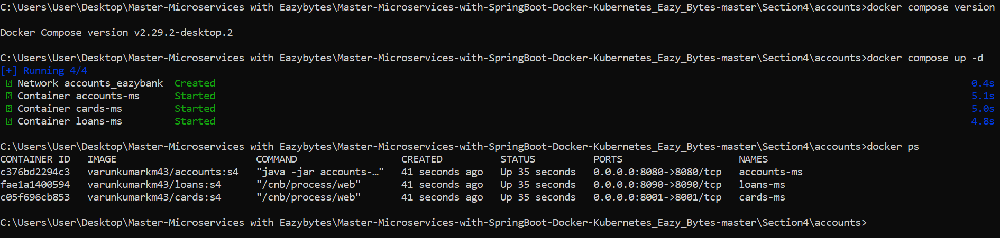 C:\Users\User\Desktop\Master-Microservices with Eazybytes\Master-Microservices-with-SpringBoot-Docker-Kubernetes_Eazy_Bytes-master\Section4\accounts>docker compose version
Docker Compose version v2.29.2-desktop.2
C:\Users\User\Desktop\Master-Microservices with Eazybytes\Master-Microservices-with-SpringBoot-Docker-Kubernetes_Eazy_Bytes-master\Section4\accounts>docker compose up -d
[+] Running 4/4
Network accounts_eazybank  Created  0.4s
Container accounts-ms  Started  5.1s
Container cards-ms  Started  5.0s
Container loans-ms  Started  4.8s
C:\Users\User\Desktop\Master-Microservices with Eazybytes\Master-Microservices-with-SpringBoot-Docker-Kubernetes_Eazy_Bytes-master\Section4\accounts>docker ps
CONTAINER ID   IMAGE   COMMAND   CREATED   STATUS   PORTS   NAMES
c376bd2294c3   varunkumarkm43/accounts:s4   "java -jar accounts-…"   41 seconds ago   Up 35 seconds   0.0.0.0:8080->8080/tcp   accounts-ms
fae1a1400594   varunkumarkm43/loans:s4   "/cnb/process/web"   41 seconds ago   Up 35 seconds   0.0.0.0:8090->8090/tcp   loans-ms
c05f696cb853   varunkumarkm43/cards:s4   "/cnb/process/web"   41 seconds ago   Up 35 seconds   0.0.0.0:8001->8001/tcp   cards-ms
C:\Users\User\Desktop\Master-Microservices with Eazybytes\Master-Microservices-with-SpringBoot-Docker-Kubernetes_Eazy_Bytes-master\Section4\accounts>